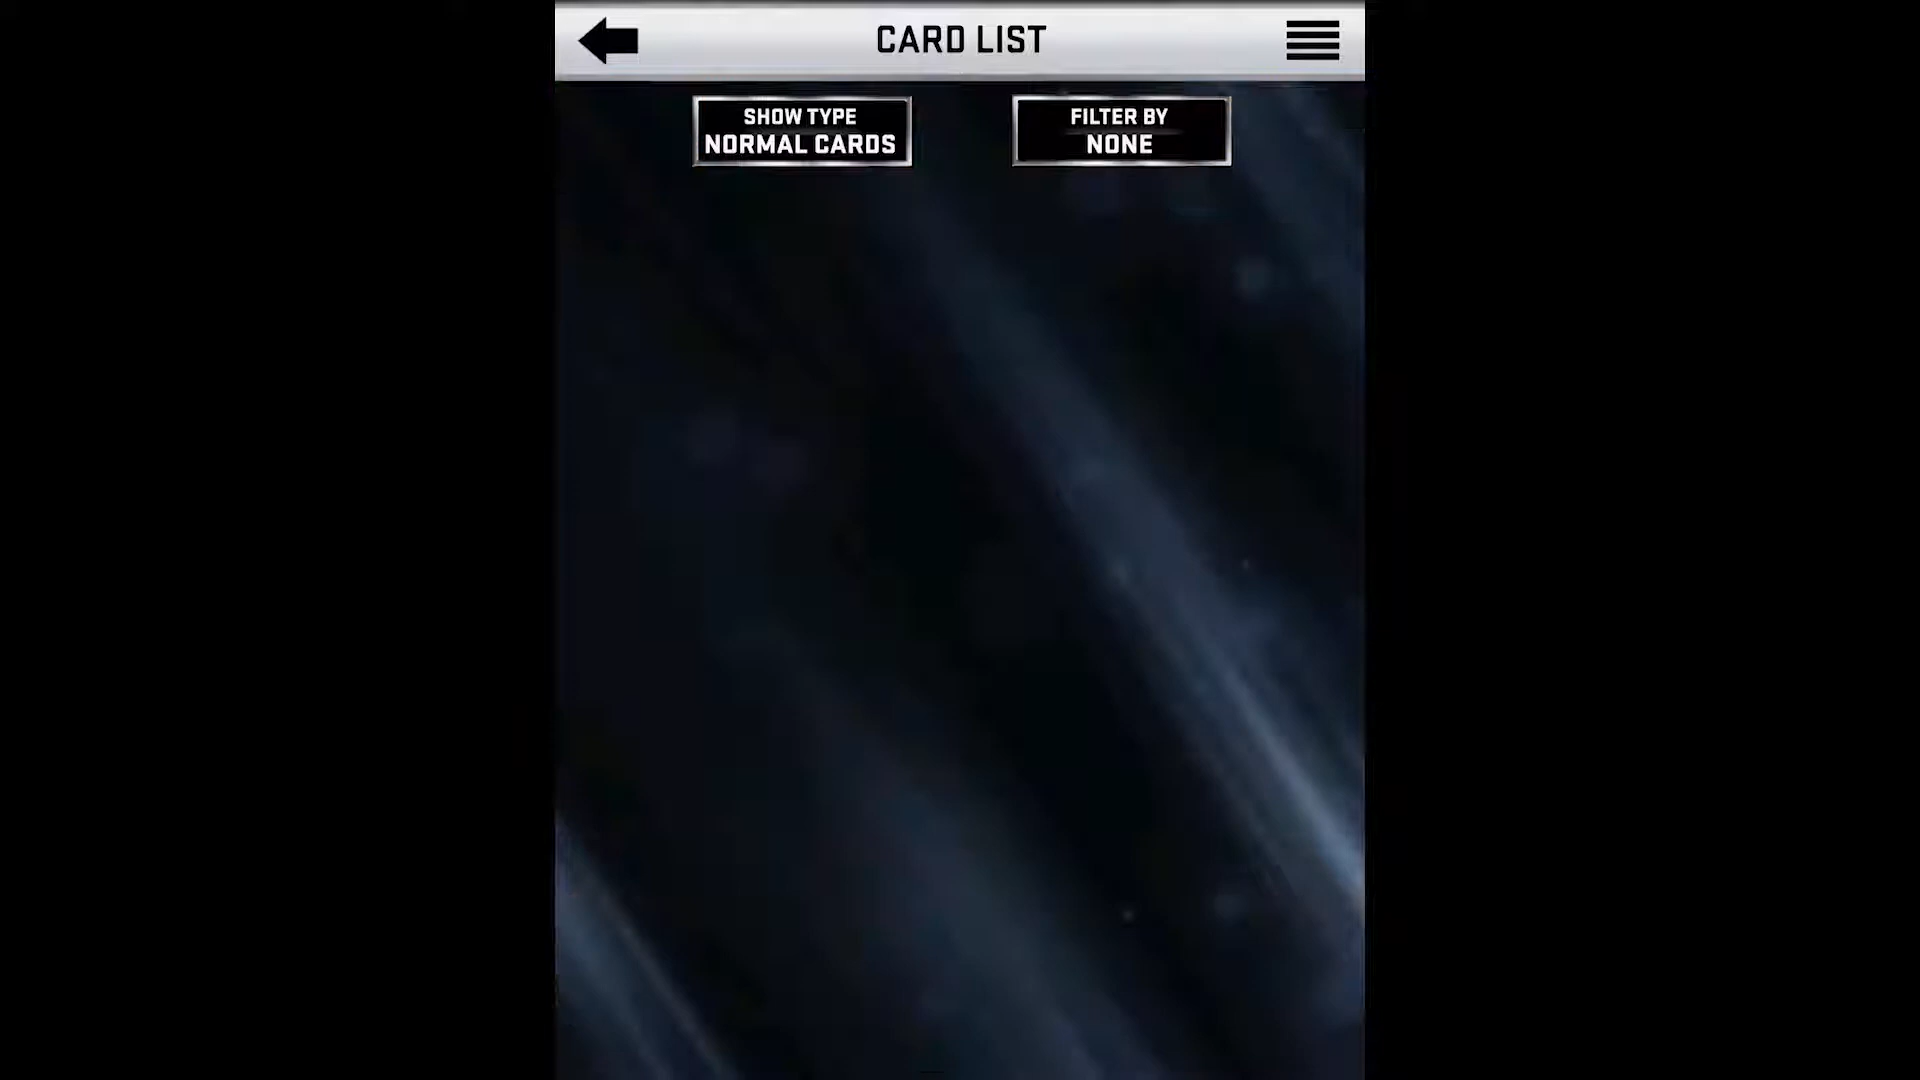 CARD LIST
SHOW TYPE
NORMAL CARDS
FILTER BY
NONE